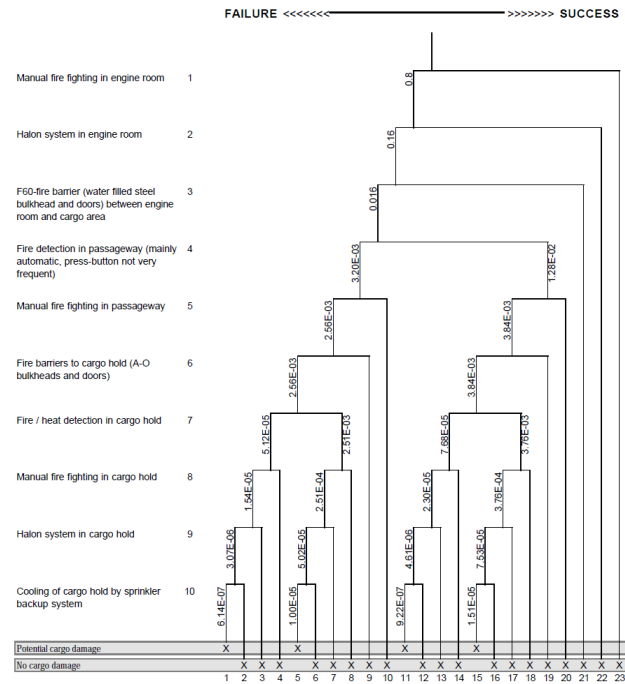 FAILURE <<<<<<< >>>>>>> SUCCESS
Manual fire fighting in engine room 1
0.8
Halon system in engine room 2
0.16
F60-fire barrier (water filled steel 3
bulkhead and doors) between engine
room and cargo area
0.016
Fire detection in passageway (mainly 4
automatic, press-button not very
frequent)
3.20E-03 1.28E-02
Manual fire fighting in passageway 5
2.56E-03 3.84E-03
Fire barriers to cargo hold (A-O 6
bulkheads and doors)
2.56E-03 3.84E-03
Fire / heat detection in cargo hold 7
5.12E-05 2.51E-03 7.68E-05 3.76E-03
Manual fire fighting in cargo hold 8
1.54E-05 2.51E-04 2.30E-05 3.76E-04
Halon system in cargo hold 9
3.07E-06 5.02E-05 4.61E-06 7.53E-05
Cooling of cargo hold by sprinkler 10
backup system
6.14E-07 1.00E-05 9.22E-07 1.51E-05
Potential cargo damage X X X X
No cargo damage X X X X X X X X X X X X X X X X X X X
1 2 3 4 5 6 7 8 9 10 11 12 13 14 15 16 17 18 19 20 21 22 23